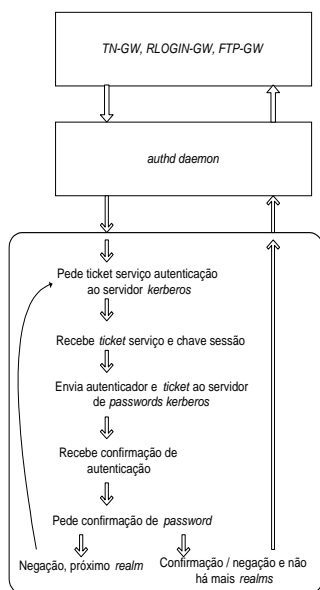 TN-GW, RLOGIN-GW, FTP-GW
authd daemon
Pede ticket serviço autenticação
ao servidor kerberos
Recebe ticket serviço e chave sessão
Envia autenticador e ticket ao servidor
de passwords kerberos
Recebe confirmação de
autenticação
Pede confirmação de password
Negação, próximo realm
Confirmação / negação e não
há mais realms